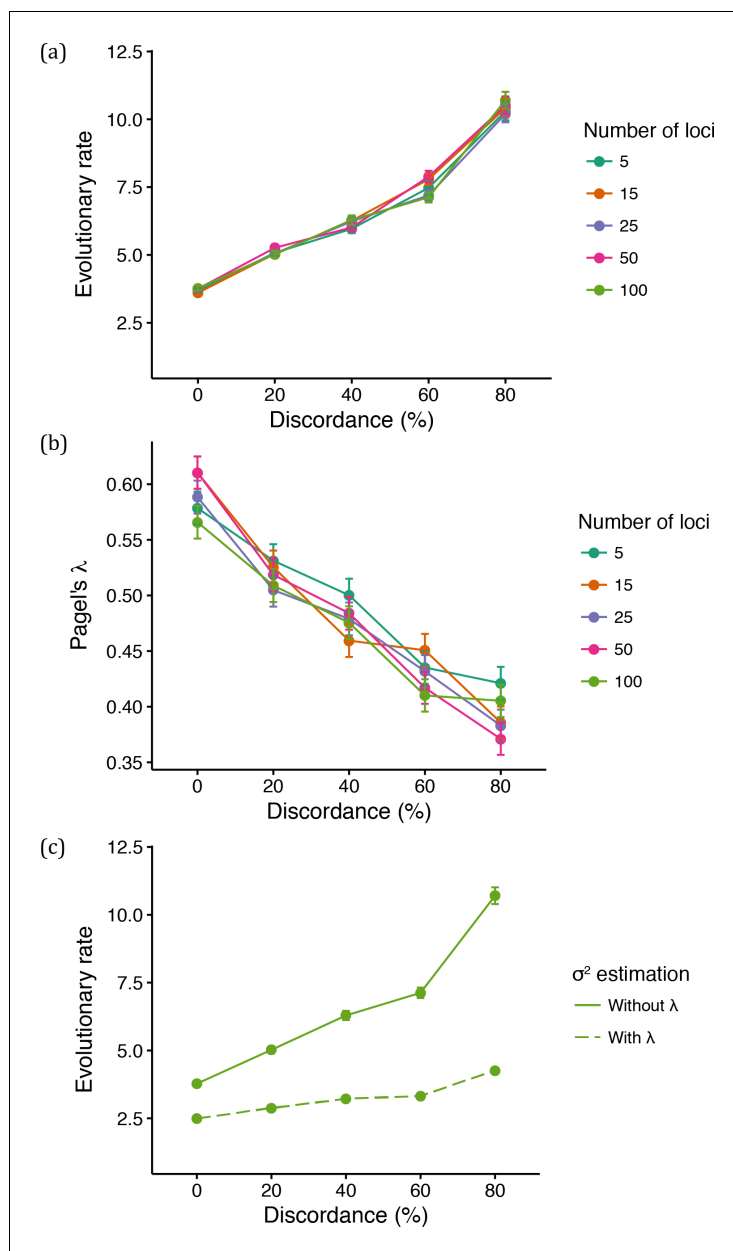 (a)
12.5
10.0
7.5
5.0
2.5
Evolutionary rate
0 20 40 60 80
Discordance (%)
Number of loci
5
15
25
50
100
(b)
0.60
0.55
0.50
0.45
0.40
0.35
Pagel's λ
0 20 40 60 80
Discordance (%)
Number of loci
5
15
25
50
100
(c)
12.5
10.0
7.5
5.0
2.5
Evolutionary rate
0 20 40 60 80
Discordance (%)
σ² estimation
Without λ
With λ